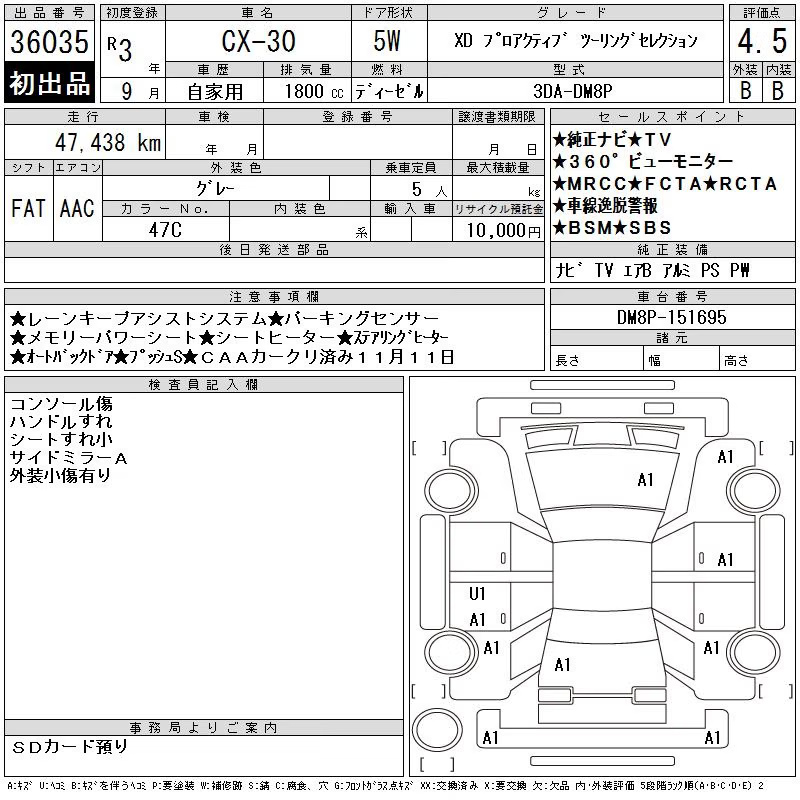 出品番号 初度登録 車名 ドア形状 グレード 評価点
36035 R3年 CX-30 5W XD プロアクティブ ツーリングセレクション 4.5
初出品 車歴 排気量 燃料 型式 外装 内装
9月 自家用 1800cc ディーゼル 3DA-DM8P B B
走行 車検 登録番号 譲渡書類期限 セールスポイント
47,438 km 年 月 月 日
★純正ナビ★TV
★360°ビューモニター
★MRCC★FCTA★RCTA
★車線逸脱警報
★BSM★SBS
シフト エアコン 外装色 乗車定員 最大積載量
FAT AAC グレー 5人 kg
カラーNo. 内装色 輸入車 リサイクル預託金
47C 系 10,000円
後日発送部品 純正装備
ナビ TV エアB アルミ PS PW
注意事項欄 車台番号
★レーンキープアシストシステム★パーキングセンサー
★メモリーパワーシート★シートヒーター★ステアリングヒーター
★オートバックドア★プッシュS★CAAカークリ済み11月11日
DM8P-151695
諸元
長さ 幅 高さ
検査員記入欄
コンソール傷
ハンドルすれ
シートすれ小
サイドミラーA
外装小傷有り
事務局よりご案内
SDカード預り
A1
A1
A1
U1
A1
A1
A1
A1
A1
A1
A:キズ U:ヘコミ B:キズを伴うヘコミ P:要塗装 W:補修跡 S:錆 C:腐食、穴 G:フロントガラス点キズ XX:交換済み X:要交換 欠:欠品 内・外装評価 5段階ランク順(A・B・C・D・E) 2